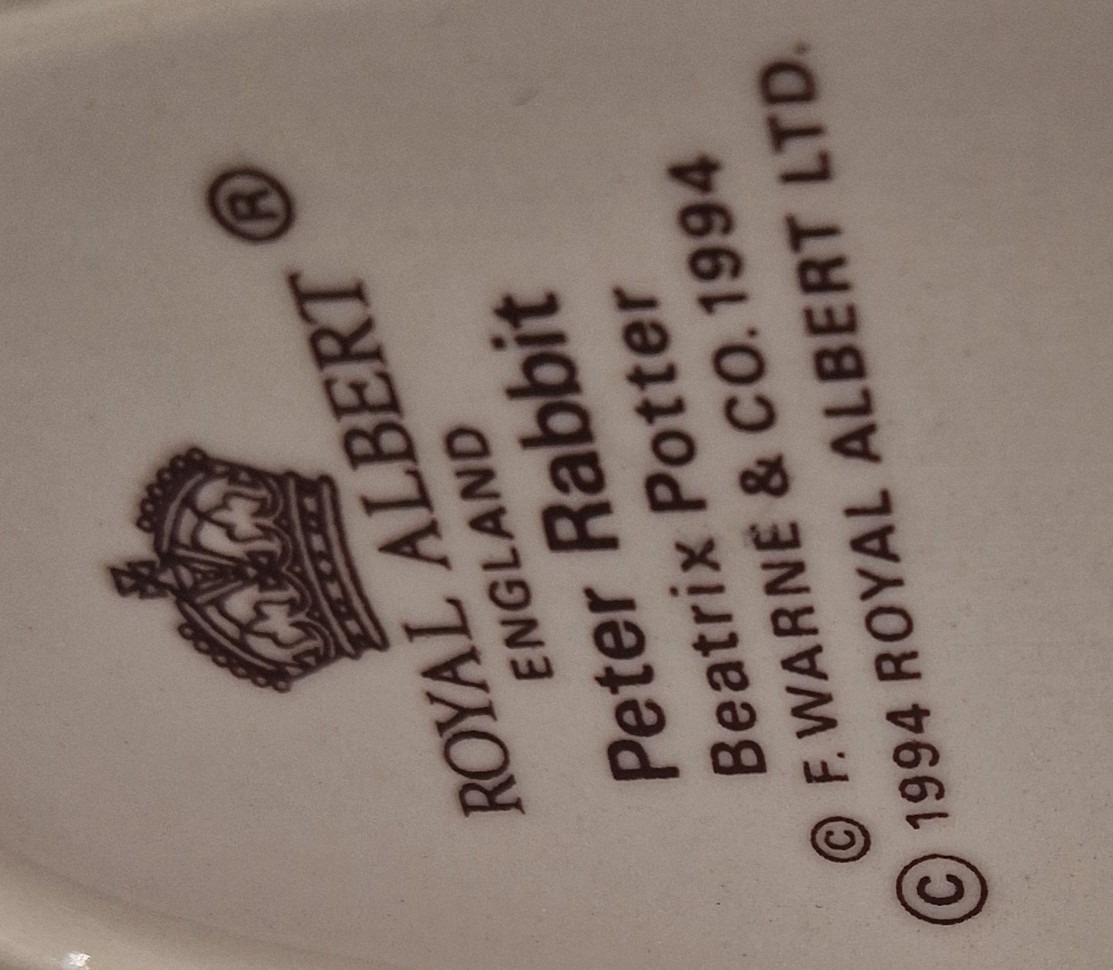 ®
ROYAL ALBERT
ENGLAND
Peter Rabbit
Beatrix Potter
© F. WARNE & CO. 1994
© 1994 ROYAL ALBERT LTD.